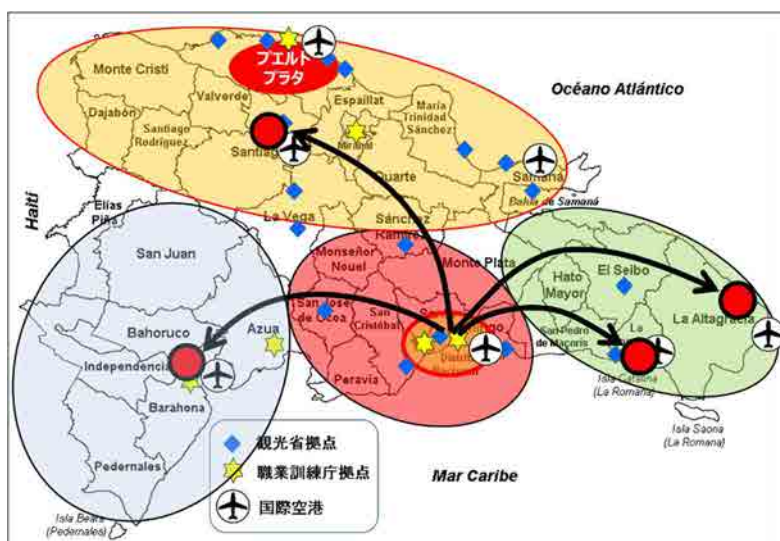 プエルト
プラタ
Monte Cristi
Océano Atlántico
Valverde
Espaillat
María
Trinidad
Sánchez
Dajabón
Santiago
Rodríguez
Santiago
Duarte
Samaná
Bahía de Samaná
Haiti
Elías
Piña
La Vega
Sánchez
Ramírez
San Juan
Monseñor
Nouel
Monte Plata
Hato
Mayor
El Seibo
San José
de Ocoa
San
Cristóbal
La Altagracia
Azua
Bahoruco
San Pedro
de Macorís
La
Independencia
Peravia
Isla Catalina
(La Romana)
Barahona
Isla Saona
(La Romana)
Pedernales
Mar Caribe
Isla Beata
(Pedernales)
観光省拠点
職業訓練庁拠点
国際空港